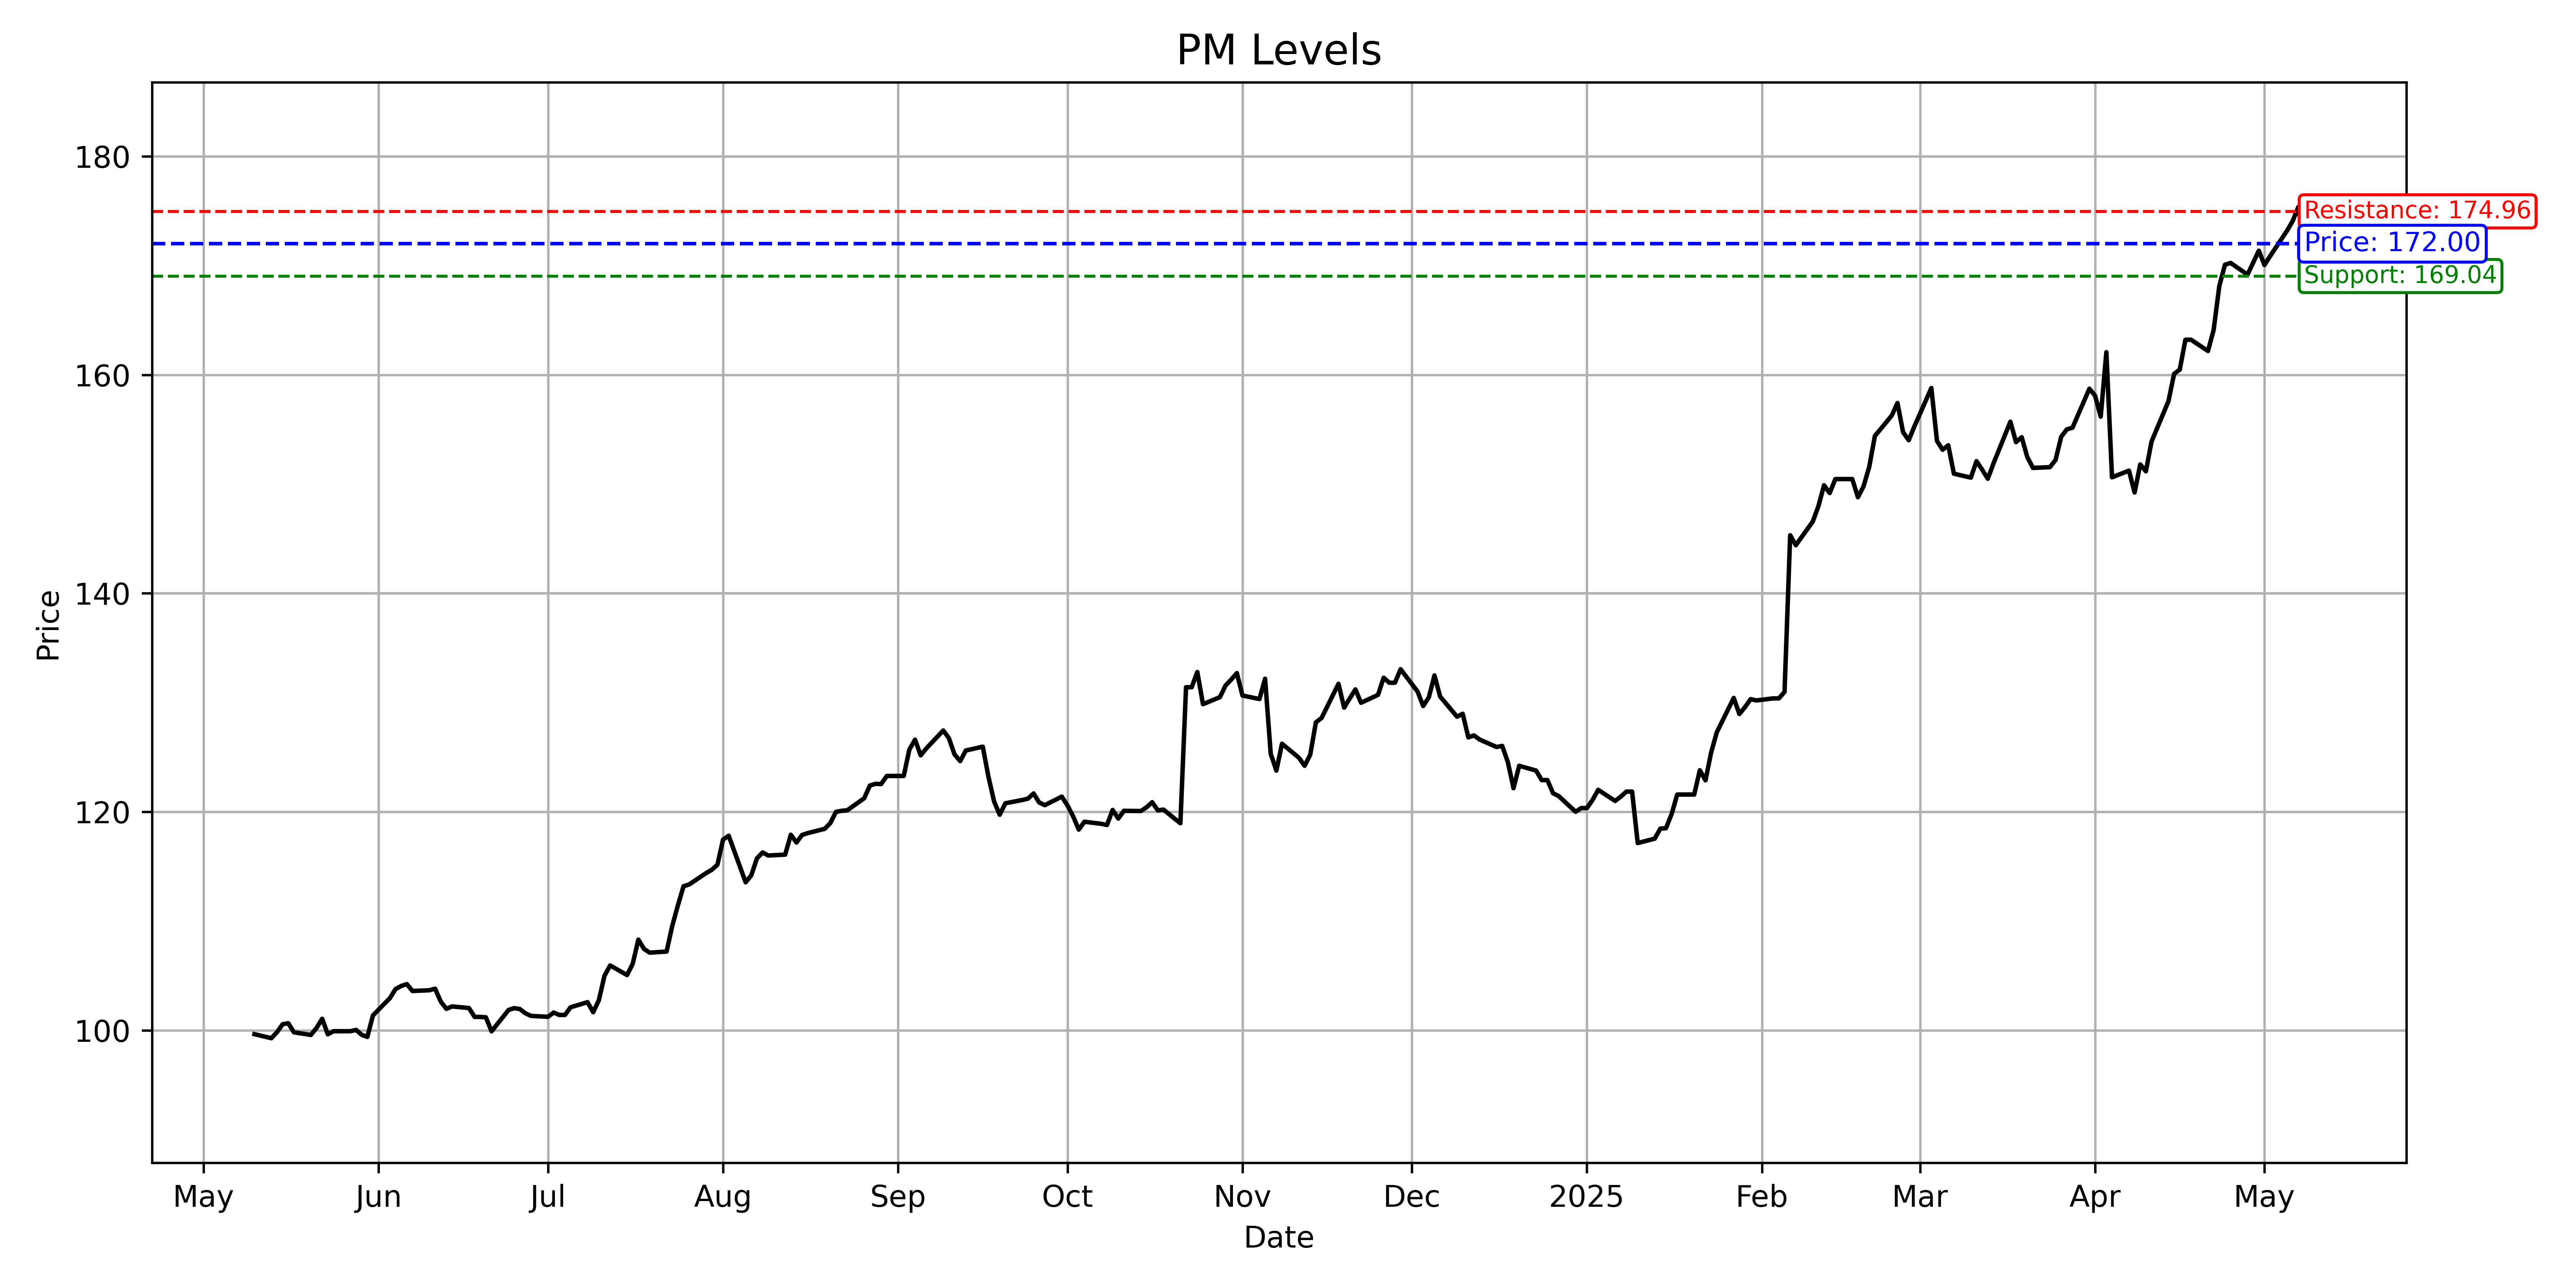 PM Levels
180
160
140
120
100
Price
Resistance: 174.96
Price: 172.00
Support: 169.04
May Jun Jul Aug Sep Oct Nov Dec 2025 Feb Mar Apr May
Date